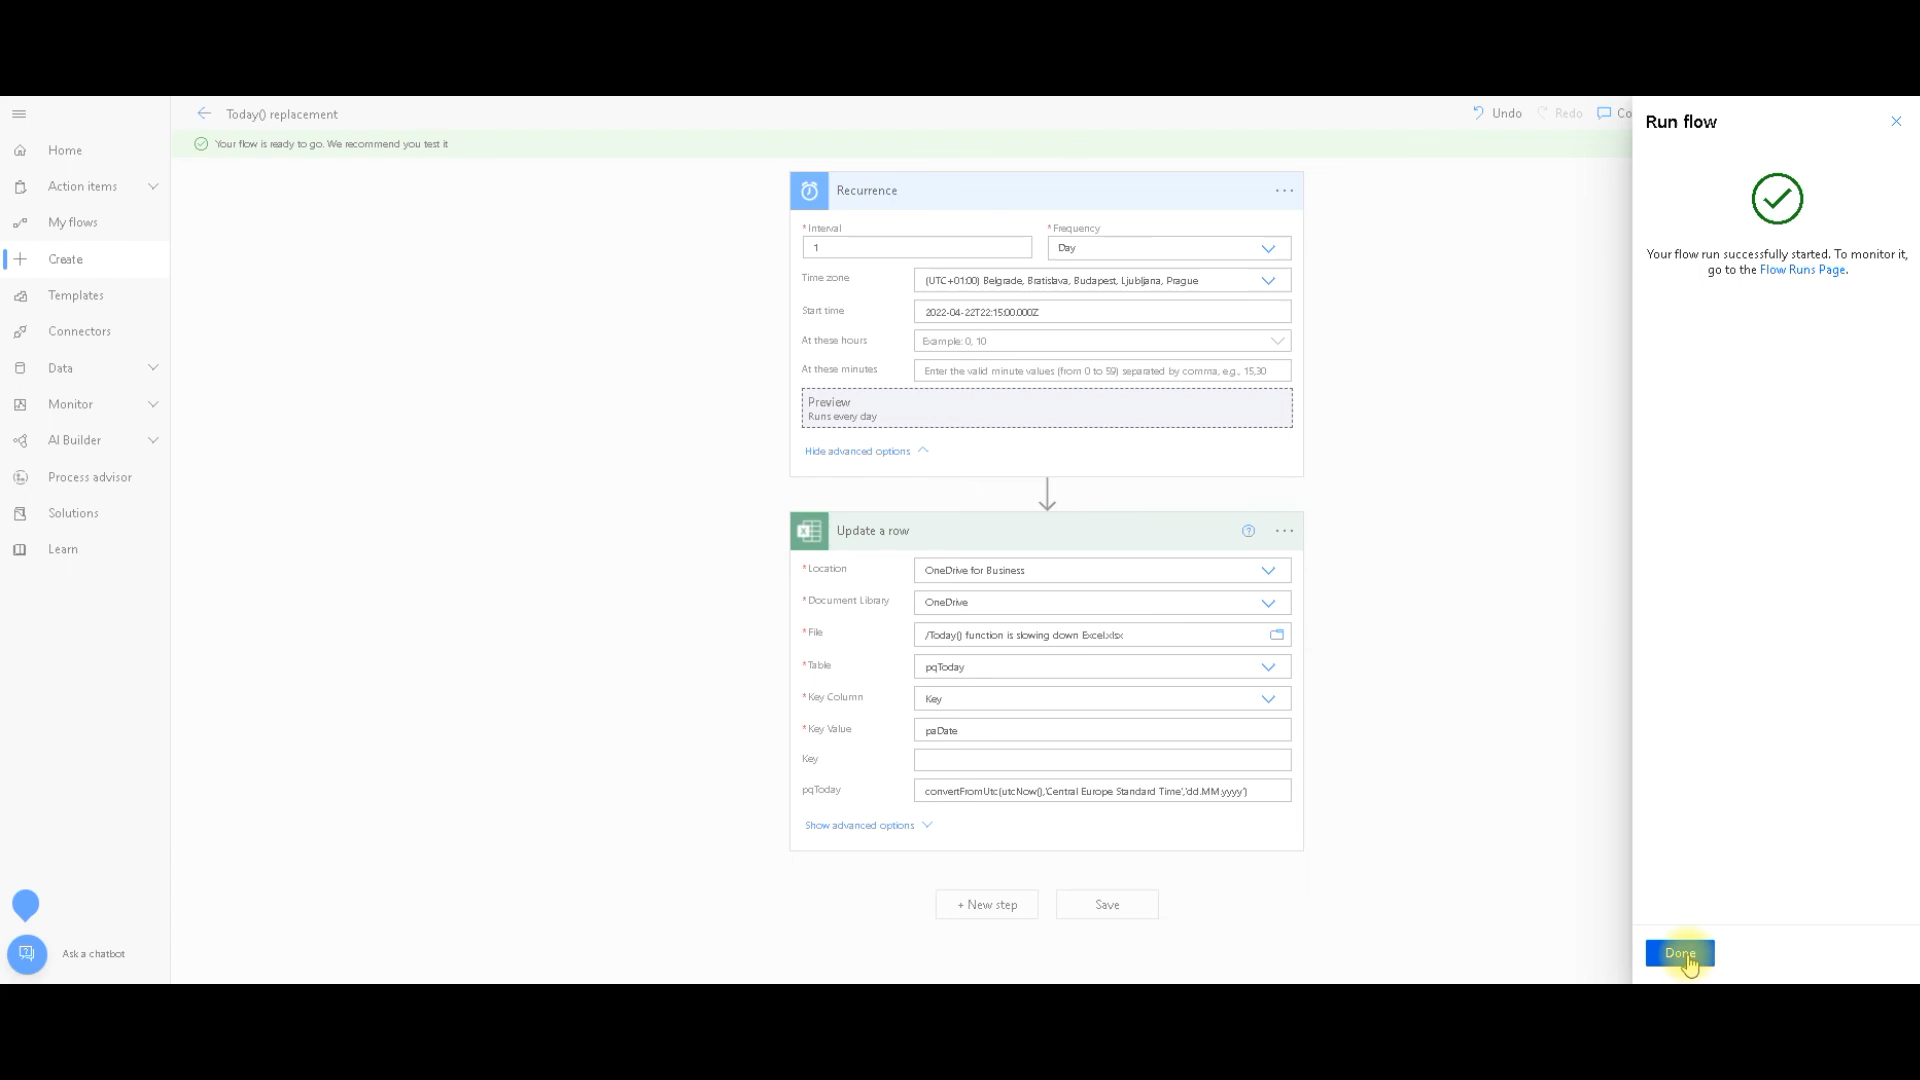 Today() replacement
Undo
Redo
Co
Run flow
Your flow is ready to go. We recommend you test it
Home
Action items
My flows
Create
Templates
Connectors
Data
Monitor
AI Builder
Process advisor
Solutions
Learn
Ask a chatbot
Recurrence
* Interval
* Frequency
1
Day
Time zone
(UTC+01:00) Belgrade, Bratislava, Budapest, Ljubljana, Prague
Start time
2022-04-22T22:15:00.000Z
At these hours
Example: 0, 10
At these minutes
Enter the valid minute values (from 0 to 59) separated by comma, e.g., 15,30
Preview
Runs every day
Hide advanced options
Update a row
* Location
OneDrive for Business
* Document Library
OneDrive
* File
/Today() function is slowing down Excel.xlsx
* Table
pqToday
* Key Column
Key
* Key Value
paDate
Key
pqToday
convertFromUtc(utcNow(),'Central Europe Standard Time','dd.MM.yyyy')
Show advanced options
+ New step
Save
Your flow run successfully started. To monitor it,
go to the Flow Runs Page.
Done